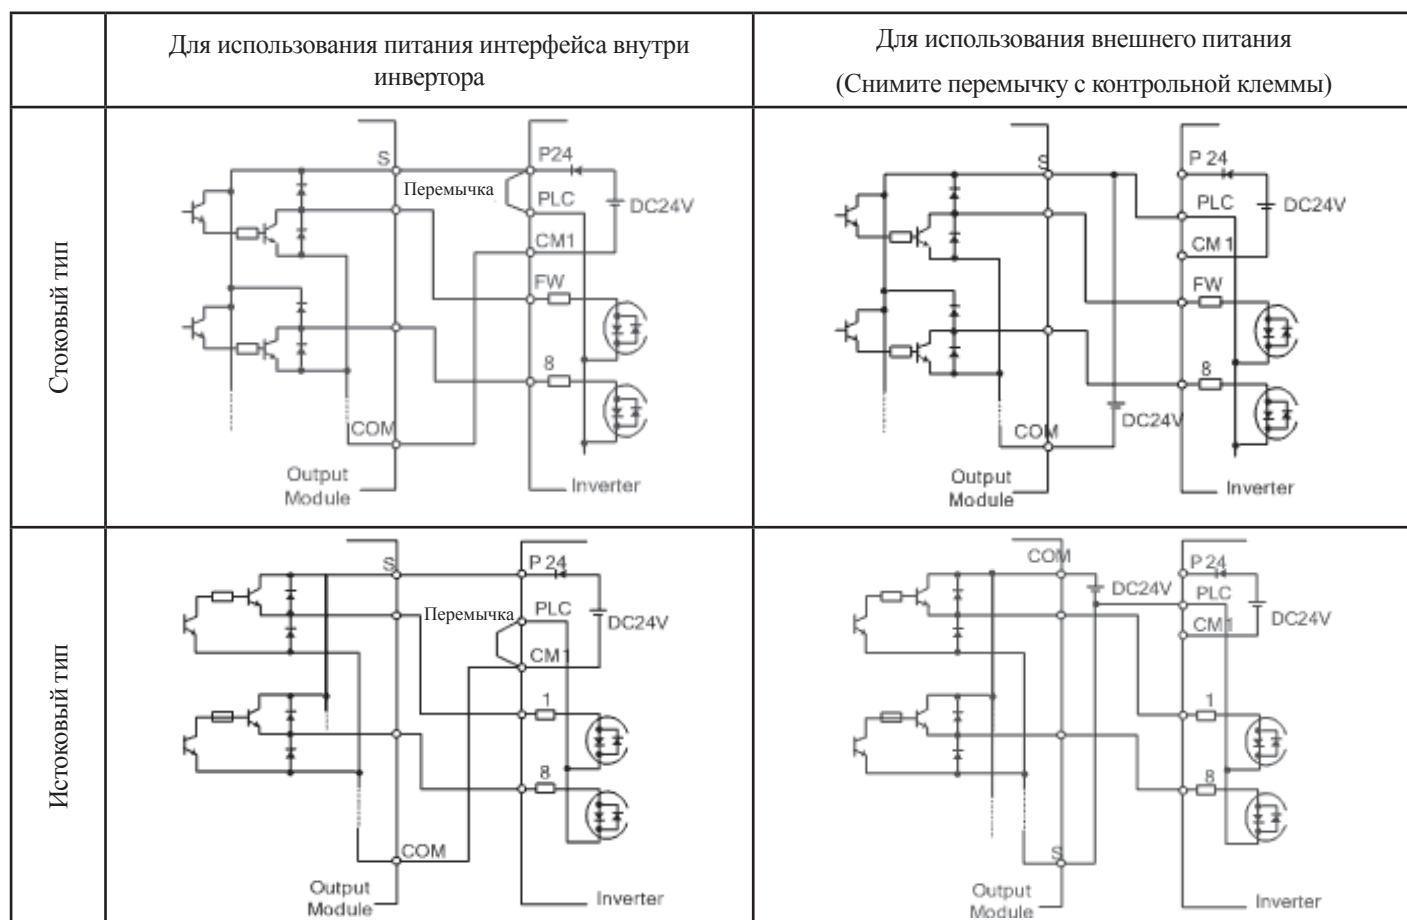 Для использования питания интерфейса внутри
инвертора
Для использования внешнего питания
(Снимите перемычку с контрольной клеммы)
Стоковый тип
S
P24
Перемычка
PLC
DC24V
CM1
FW
8
COM
Output
Module
Inverter
S
P 24
PLC
DC24V
CM 1
FW
8
DC24V
COM
Output
Module
Inverter
Истоковый тип
S
P 24
Перемычка
PLC
DC24V
CM1
1
8
COM
Output
Module
Inverter
COM
P 24
DC24V
PLC
DC24V
CM1
1
8
S
Output
Module
Inverter